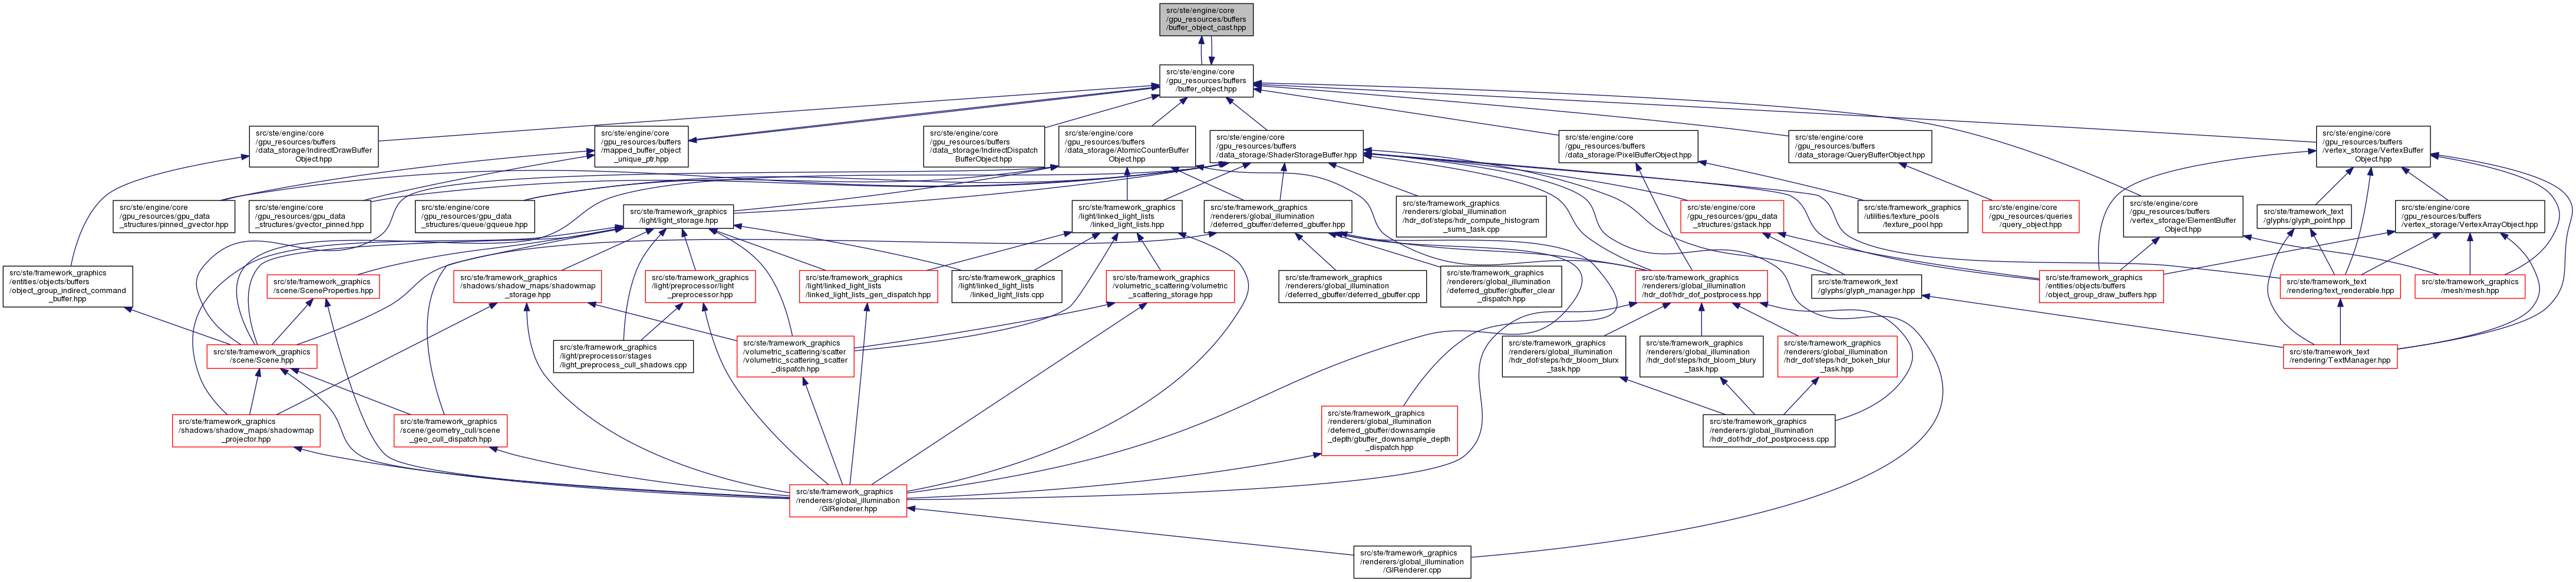 src/ste/engine/core
/gpu_resources/buffers
/buffer_object_cast.hpp
src/ste/engine/core
/gpu_resources/buffers
/buffer_object.hpp
src/ste/engine/core
/gpu_resources/buffers
/data_storage/IndirectDrawBuffer
Object.hpp
src/ste/engine/core
/gpu_resources/buffers
/mapped_buffer_object
_unique_ptr.hpp
src/ste/engine/core
/gpu_resources/buffers
/data_storage/IndirectDispatch
BufferObject.hpp
src/ste/engine/core
/gpu_resources/buffers
/data_storage/AtomicCounterBuffer
Object.hpp
src/ste/engine/core
/gpu_resources/buffers
/data_storage/ShaderStorageBuffer.hpp
src/ste/engine/core
/gpu_resources/buffers
/data_storage/PixelBufferObject.hpp
src/ste/engine/core
/gpu_resources/buffers
/data_storage/QueryBufferObject.hpp
src/ste/engine/core
/gpu_resources/buffers
/vertex_storage/VertexBuffer
Object.hpp
src/ste/engine/core
/gpu_resources/gpu_data
_structures/pinned_gvector.hpp
src/ste/engine/core
/gpu_resources/gpu_data
_structures/gvector_pinned.hpp
src/ste/engine/core
/gpu_resources/gpu_data
_structures/queue/gqueue.hpp
src/ste/framework_graphics
/light/light_storage.hpp
src/ste/framework_graphics
/light/linked_light_lists
/linked_light_lists.hpp
src/ste/framework_graphics
/renderers/global_illumination
/deferred_gbuffer/deferred_gbuffer.hpp
src/ste/framework_graphics
/renderers/global_illumination
/hdr_dof/steps/hdr_compute_histogram
_sums_task.cpp
src/ste/engine/core
/gpu_resources/gpu_data
_structures/gstack.hpp
src/ste/framework_graphics
/utilities/texture_pools
/texture_pool.hpp
src/ste/engine/core
/gpu_resources/queries
/query_object.hpp
src/ste/engine/core
/gpu_resources/buffers
/vertex_storage/ElementBuffer
Object.hpp
src/ste/framework_text
/glyphs/glyph_point.hpp
src/ste/engine/core
/gpu_resources/buffers
/vertex_storage/VertexArrayObject.hpp
src/ste/framework_graphics
/entities/objects/buffers
/object_group_indirect_command
_buffer.hpp
src/ste/framework_graphics
/scene/SceneProperties.hpp
src/ste/framework_graphics
/shadows/shadow_maps/shadowmap
_storage.hpp
src/ste/framework_graphics
/light/preprocessor/light
_preprocessor.hpp
src/ste/framework_graphics
/light/linked_light_lists
/linked_light_lists_gen_dispatch.hpp
src/ste/framework_graphics
/light/linked_light_lists
/linked_light_lists.cpp
src/ste/framework_graphics
/volumetric_scattering/volumetric
_scattering_storage.hpp
src/ste/framework_graphics
/renderers/global_illumination
/deferred_gbuffer/deferred_gbuffer.cpp
src/ste/framework_graphics
/renderers/global_illumination
/deferred_gbuffer/gbuffer_clear
_dispatch.hpp
src/ste/framework_graphics
/renderers/global_illumination
/hdr_dof/hdr_dof_postprocess.hpp
src/ste/framework_text
/glyphs/glyph_manager.hpp
src/ste/framework_graphics
/entities/objects/buffers
/object_group_draw_buffers.hpp
src/ste/framework_text
/rendering/text_renderable.hpp
src/ste/framework_graphics
/mesh/mesh.hpp
src/ste/framework_graphics
/scene/Scene.hpp
src/ste/framework_graphics
/light/preprocessor/stages
/light_preprocess_cull_shadows.cpp
src/ste/framework_graphics
/volumetric_scattering/scatter
/volumetric_scattering_scatter
_dispatch.hpp
src/ste/framework_graphics
/renderers/global_illumination
/hdr_dof/steps/hdr_bloom_blurx
_task.hpp
src/ste/framework_graphics
/renderers/global_illumination
/hdr_dof/steps/hdr_bloom_blury
_task.hpp
src/ste/framework_graphics
/renderers/global_illumination
/hdr_dof/steps/hdr_bokeh_blur
_task.hpp
src/ste/framework_text
/rendering/TextManager.hpp
src/ste/framework_graphics
/shadows/shadow_maps/shadowmap
_projector.hpp
src/ste/framework_graphics
/scene/geometry_cull/scene
_geo_cull_dispatch.hpp
src/ste/framework_graphics
/renderers/global_illumination
/deferred_gbuffer/downsample
_depth/gbuffer_downsample_depth
_dispatch.hpp
src/ste/framework_graphics
/renderers/global_illumination
/hdr_dof/hdr_dof_postprocess.cpp
src/ste/framework_graphics
/renderers/global_illumination
/GIRenderer.hpp
src/ste/framework_graphics
/renderers/global_illumination
/GIRenderer.cpp